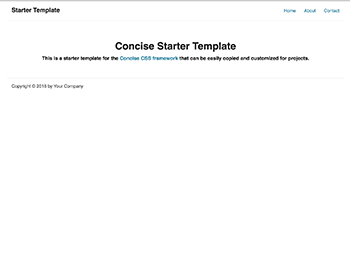 Starter Template
Home About Contact
Concise Starter Template
This is a starter template for the Concise CSS framework that can be easily copied and customized for projects.
Copyright © 2015 by Your Company